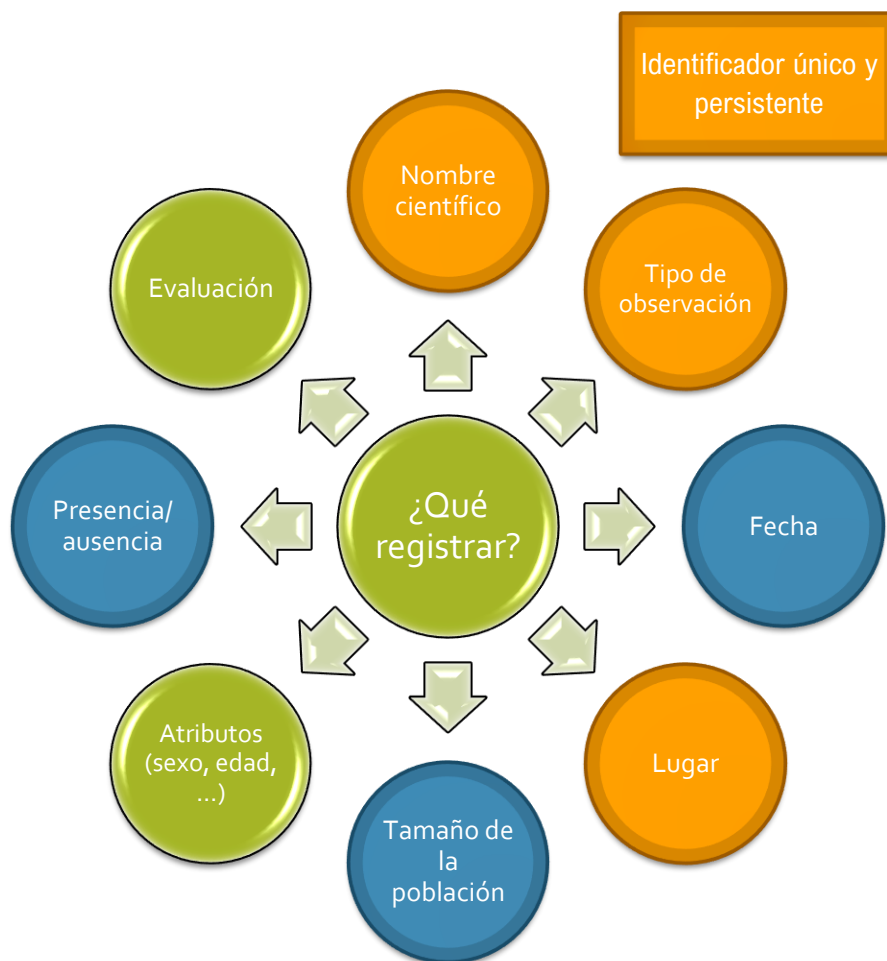 Identificador único y
persistente
Nombre
científico
Tipo de
observación
Evaluación
¿Qué
registrar?
Presencia/
ausencia
Fecha
Atributos
(sexo, edad,
...)
Lugar
Tamaño de
la
población